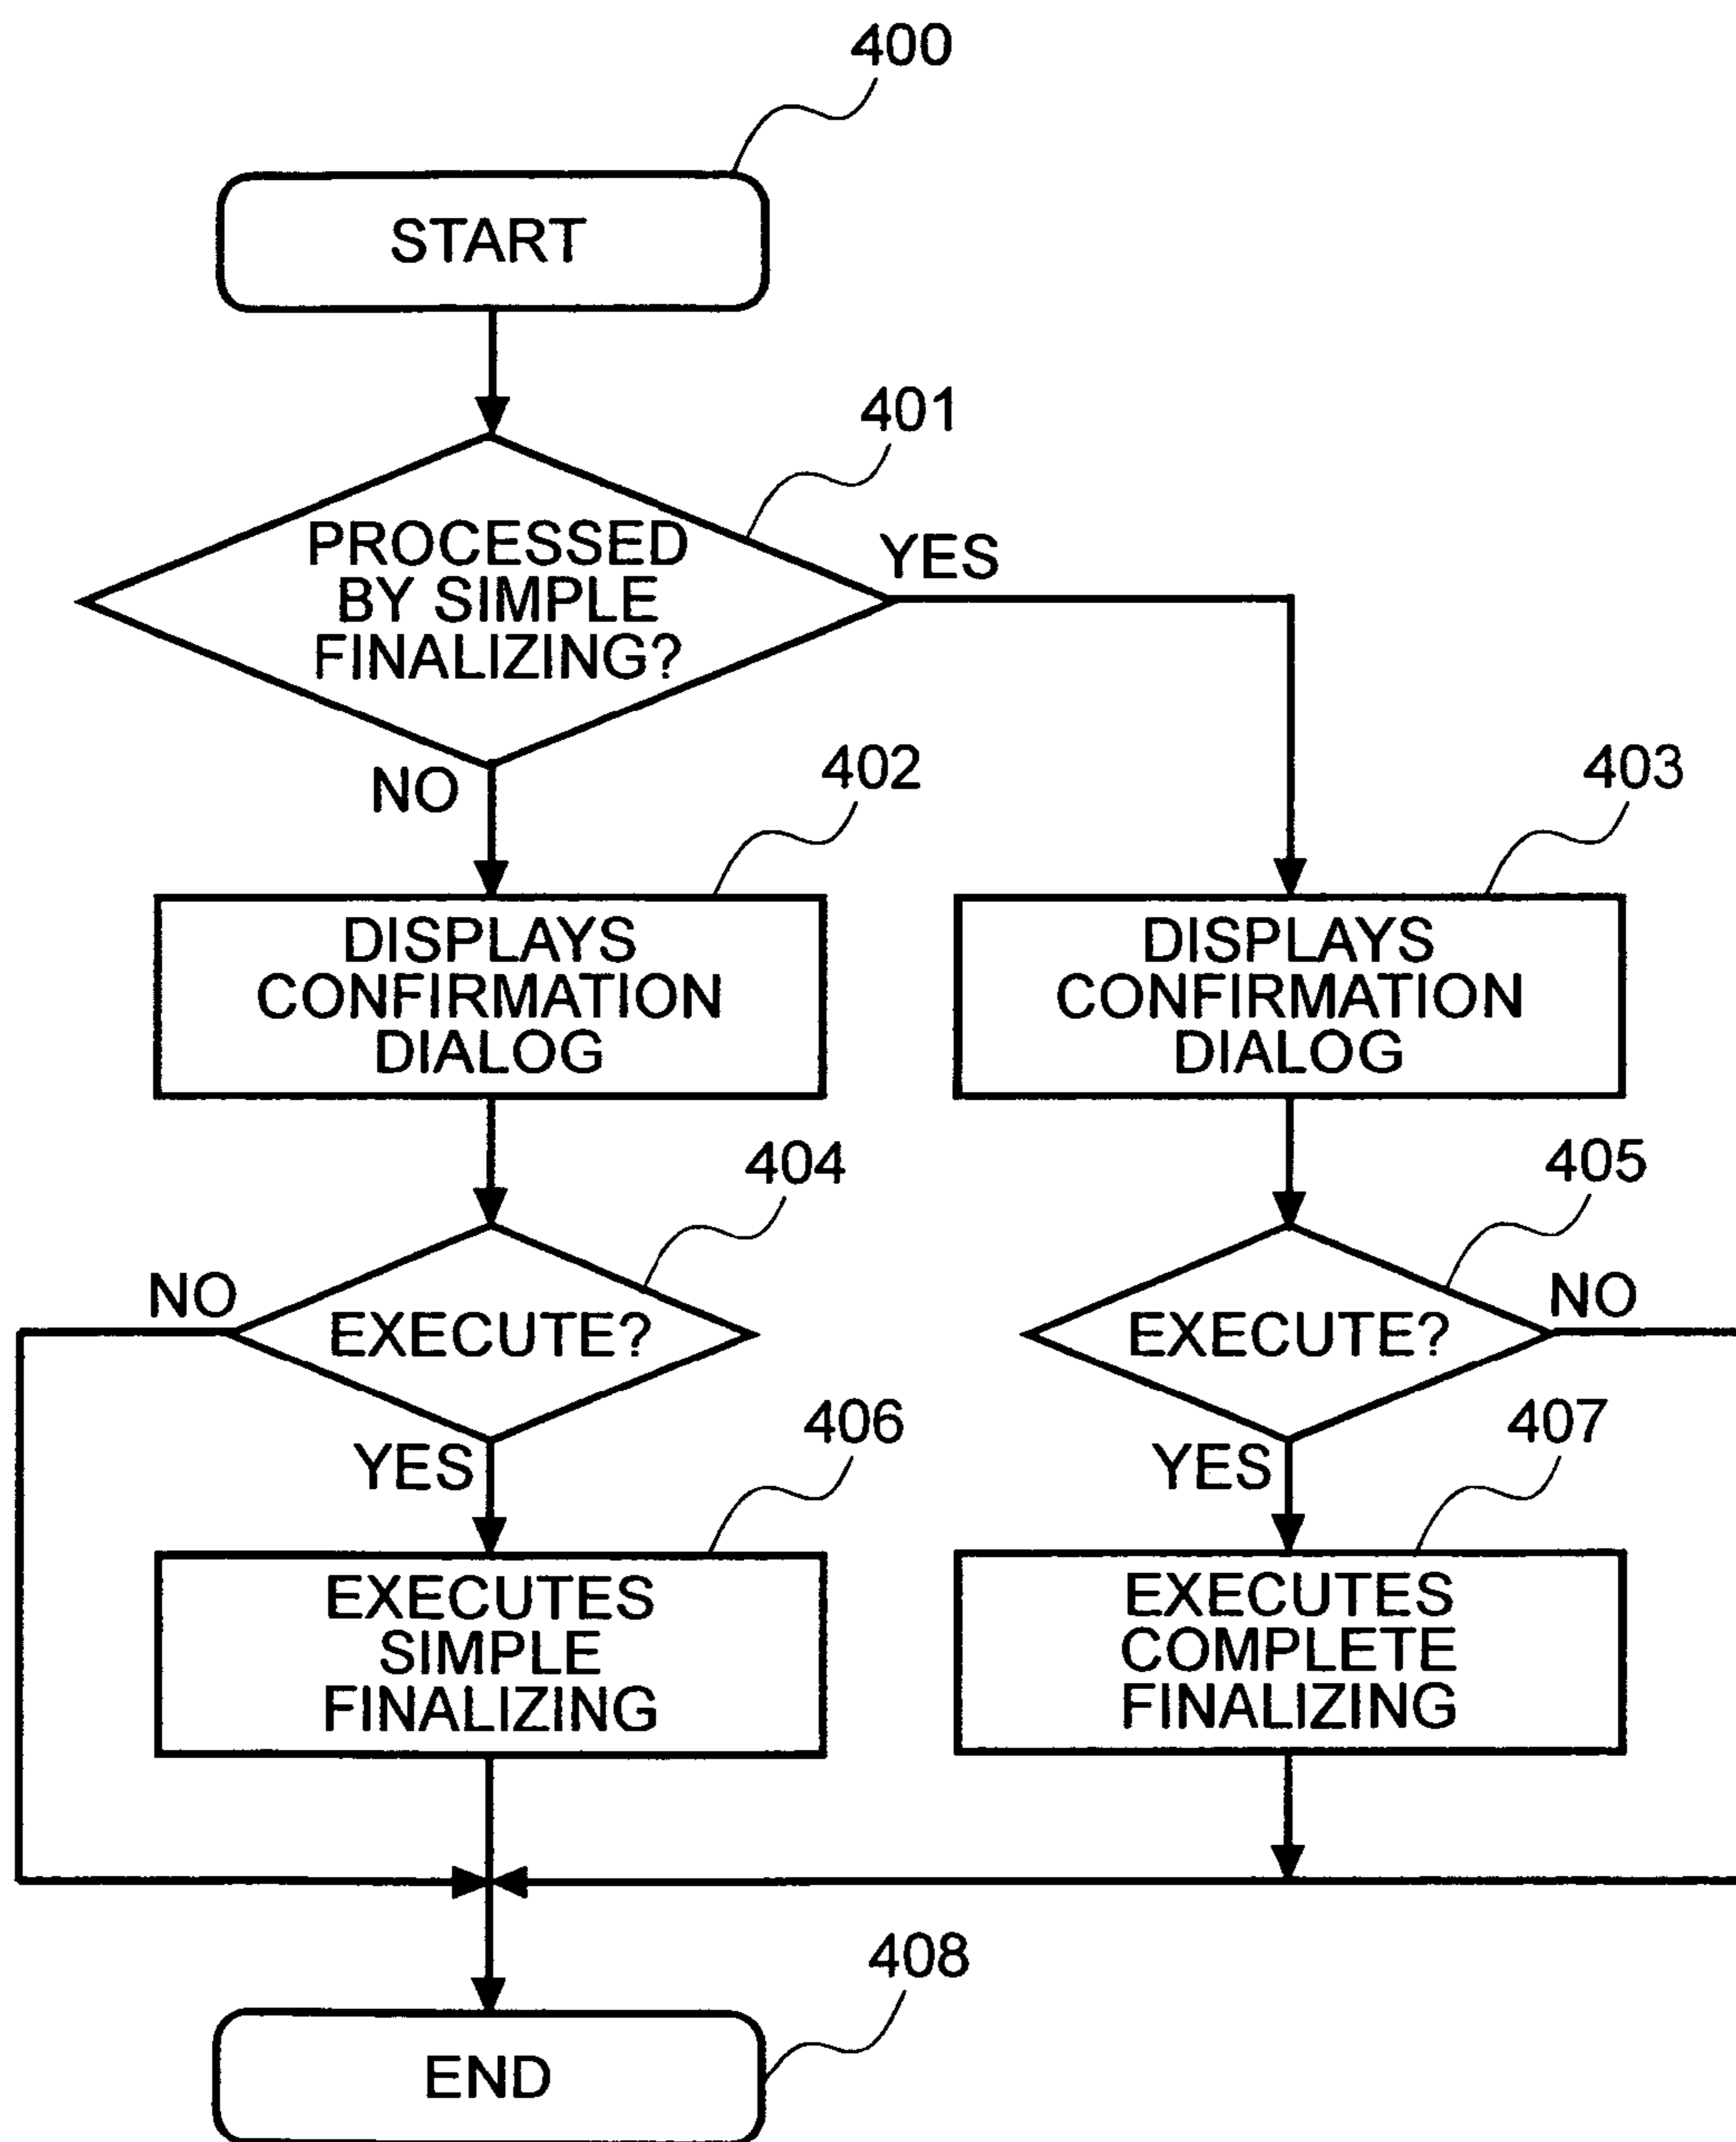 400
START
401
PROCESSED
BY SIMPLE
FINALIZING?
YES
NO
402
403
DISPLAYS
CONFIRMATION
DIALOG
DISPLAYS
CONFIRMATION
DIALOG
404
405
NO
EXECUTE?
EXECUTE?
NO
YES
406
YES
407
EXECUTES
SIMPLE
FINALIZING
EXECUTES
COMPLETE
FINALIZING
408
END